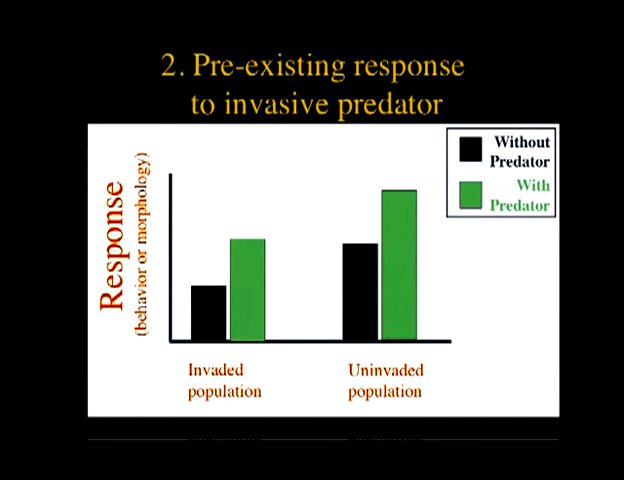 2. Pre-existing response
to invasive predator
Without
Predator
With
Predator
Response
(behavior or morphology)
Invaded
population
Uninvaded
population